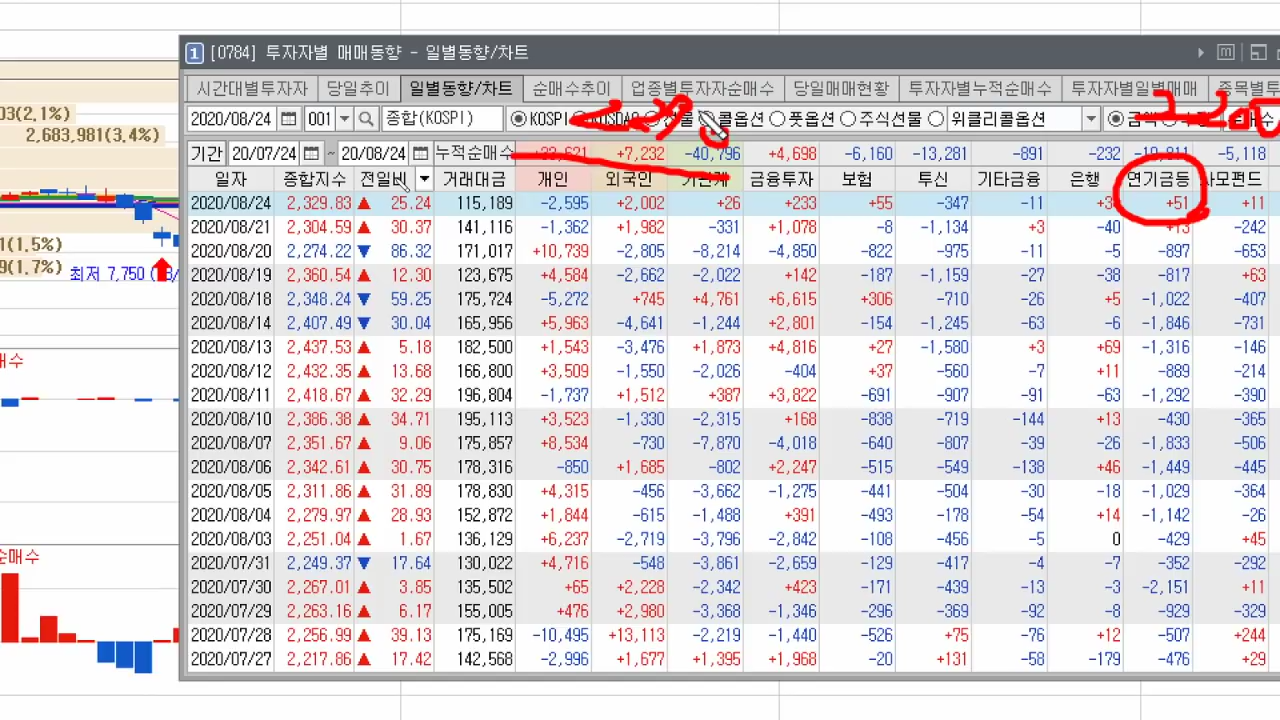 1 [0784] 투자자별 매매동향 - 일별동향/차트
시간대별투자자 당일추이 일별동향/차트 순매수추이 업종별투자자순매수 당일매매현황 투자자별누적순매수 투자자별일별매매 종목별투
2020/08/24 001 종합(KOSPI) KOSPI 콜옵션 풋옵션 주식선물 위클리콜옵션
기간 20/07/24 ~ 20/08/24 누적순매수 +7,232 -40,796 +4,698 -6,160 -13,281 -891 -232 -5,118
일자 종합지수 전일비 거래대금 개인 외국인 기관계 금융투자 보험 투신 기타금융 은행 연기금등 사모펀드
2020/08/24 2,329.83 ▲ 25.24 115,189 -2,595 +2,002 +26 +233 +55 -347 -11 +51 +11
2020/08/21 2,304.59 ▲ 30.37 141,116 -1,362 +1,982 -331 +1,078 -8 -1,134 +3 -40 +13 -242
2020/08/20 2,274.22 ▼ 86.32 171,017 +10,739 -2,805 -8,214 -4,850 -822 -975 -11 -5 -897 -653
2020/08/19 2,360.54 ▲ 12.30 123,675 +4,584 -2,662 -2,022 +142 -187 -1,159 -27 -38 -817 +63
2020/08/18 2,348.24 ▼ 59.25 175,724 -5,272 +745 +4,761 +6,615 +306 -710 -26 +5 -1,022 -407
2020/08/14 2,407.49 ▼ 30.04 165,956 +5,963 -4,641 -1,244 +2,801 -154 -1,245 -63 -6 -1,846 -731
2020/08/13 2,437.53 ▲ 5.18 182,500 +1,543 -3,476 +1,873 +4,816 +27 -1,580 +3 +69 -1,316 -146
2020/08/12 2,432.35 ▲ 13.68 166,800 +3,509 -1,550 -2,026 -404 +37 -560 -7 +11 -889 -214
2020/08/11 2,418.67 ▲ 32.29 196,804 -1,737 +1,512 +387 +3,822 -691 -907 -91 -63 -1,292 -390
2020/08/10 2,386.38 ▲ 34.71 195,113 +3,523 -1,330 -2,315 +168 -838 -719 -144 +13 -430 -365
2020/08/07 2,351.67 ▲ 9.06 175,857 +8,534 -730 -7,870 -4,018 -640 -807 -39 -26 -1,833 -506
2020/08/06 2,342.61 ▲ 30.75 178,316 -850 +1,685 -802 +2,247 -515 -549 -138 +46 -1,449 -445
2020/08/05 2,311.86 ▲ 31.89 178,830 +4,315 -456 -3,662 -1,275 -441 -504 -30 -18 -1,029 -364
2020/08/04 2,279.97 ▲ 28.93 152,872 +1,844 -615 -1,488 +391 -493 -178 -54 +14 -1,142 -26
2020/08/03 2,251.04 ▲ 1.67 136,129 +6,237 -2,719 -3,796 -2,842 -108 -456 -5 0 -429 +45
2020/07/31 2,249.37 ▼ 17.64 130,022 +4,716 -548 -3,861 -2,659 -129 -417 -4 -7 -352 -292
2020/07/30 2,267.01 ▲ 3.85 135,502 +65 +2,228 -2,342 +423 -171 -439 -13 -3 -2,151 +11
2020/07/29 2,263.16 ▲ 6.17 155,005 +476 +2,980 -3,368 -1,346 -296 -369 -92 -8 -929 -329
2020/07/28 2,256.99 ▲ 39.13 175,169 -10,495 +13,113 -2,219 -1,440 -526 +75 -76 +12 -507 +244
2020/07/27 2,217.86 ▲ 17.42 142,568 -2,996 +1,677 +1,395 +1,968 -20 +131 -58 -179 -476 +29
03(2,1%)
2,683,981(3,4%)
1(1,5%)
9(1,7%)
최저 7,750
매수
순매수